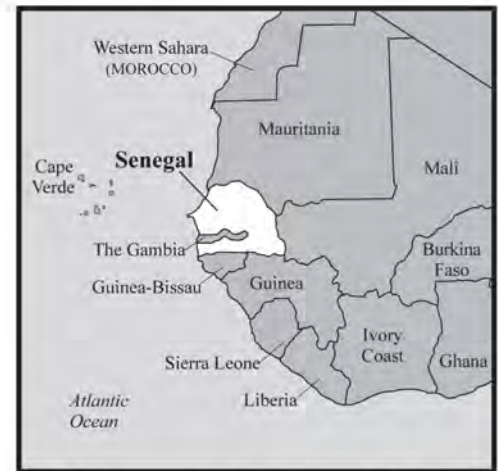 Western Sahara
(MOROCCO)
Mauritania
Cape
Verde
Senegal
Mali
The Gambia
Burkina
Faso
Guinea-Bissau
Guinea
Ivory
Coast
Ghana
Sierra Leone
Liberia
Atlantic
Ocean